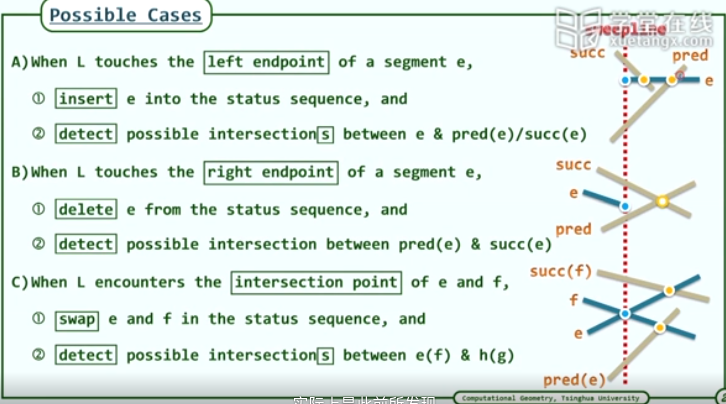 Possible Cases
学堂在线
xuetangx.com
sweepline
A)When L touches the left endpoint of a segment e,
① insert e into the status sequence, and
② detect possible intersections between e & pred(e)/succ(e)
succ
pred
e
B)When L touches the right endpoint of a segment e,
① delete e from the status sequence, and
② detect possible intersection between pred(e) & succ(e)
succ
e
pred
C)When L encounters the intersection point of e and f,
① swap e and f in the status sequence, and
② detect possible intersections between e(f) & h(g)
succ(f)
f
e
pred(e)
实际上是此前所发现
Computational Geometry, Tsinghua University